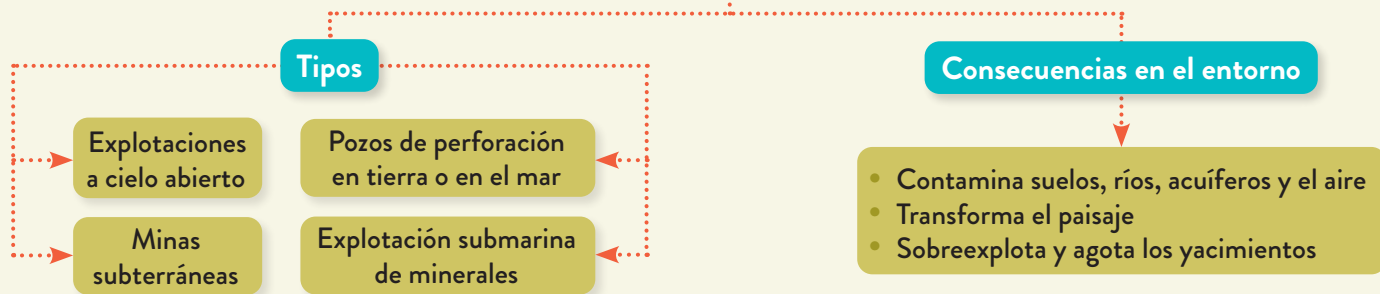 Tipos
Explotaciones
a cielo abierto
Pozos de perforación
en tierra o en el mar
Minas
subterráneas
Explotación submarina
de minerales
Consecuencias en el entorno
• Contamina suelos, ríos, acuíferos y el aire
• Transforma el paisaje
• Sobreexplota y agota los yacimientos